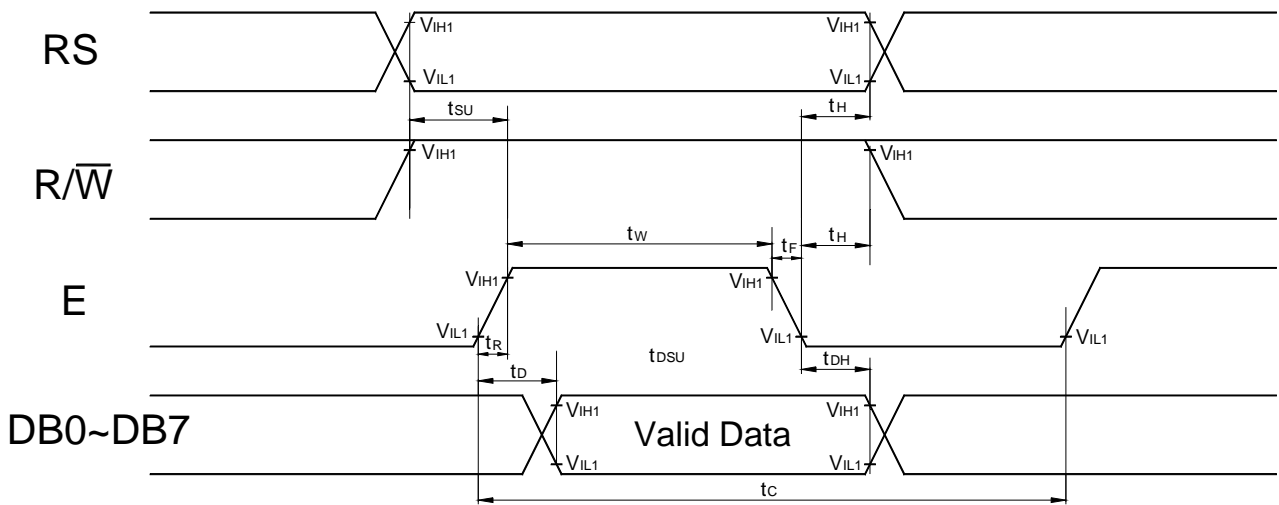 RS
VIH1
VIH1
VIL1
VIL1
tSU
tH
R/W̅
VIH1
VIH1
tW
tF
tH
E
VIH1
VIH1
VIL1
VIL1
VIL1
tR
tDSU
tDH
tD
DB0~DB7
VIH1
VIH1
Valid Data
VIL1
VIL1
tC